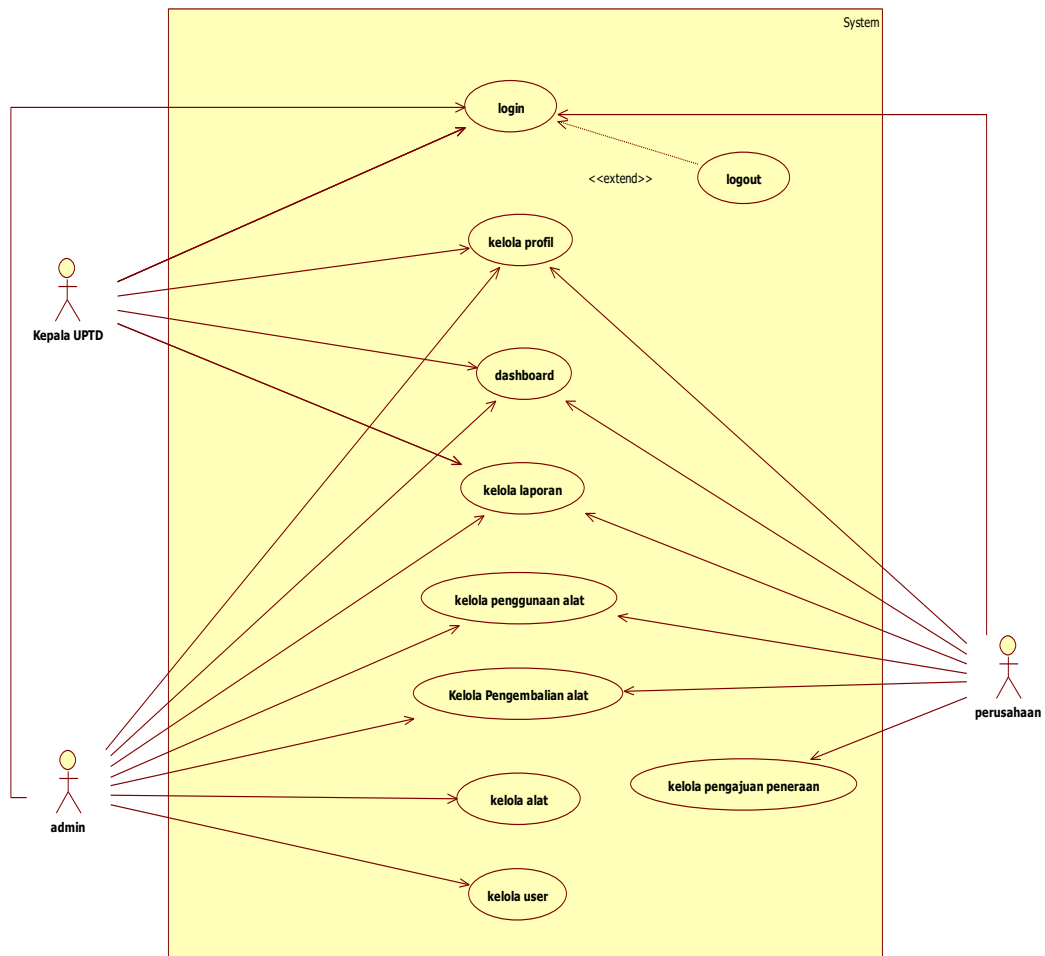 System
login
<<extend>>
logout
kelola profil
Kepala UPTD
dashboard
kelola laporan
kelola penggunaan alat
Kelola Pengembalian alat
perusahaan
kelola pengajuan peneraan
kelola alat
admin
kelola user